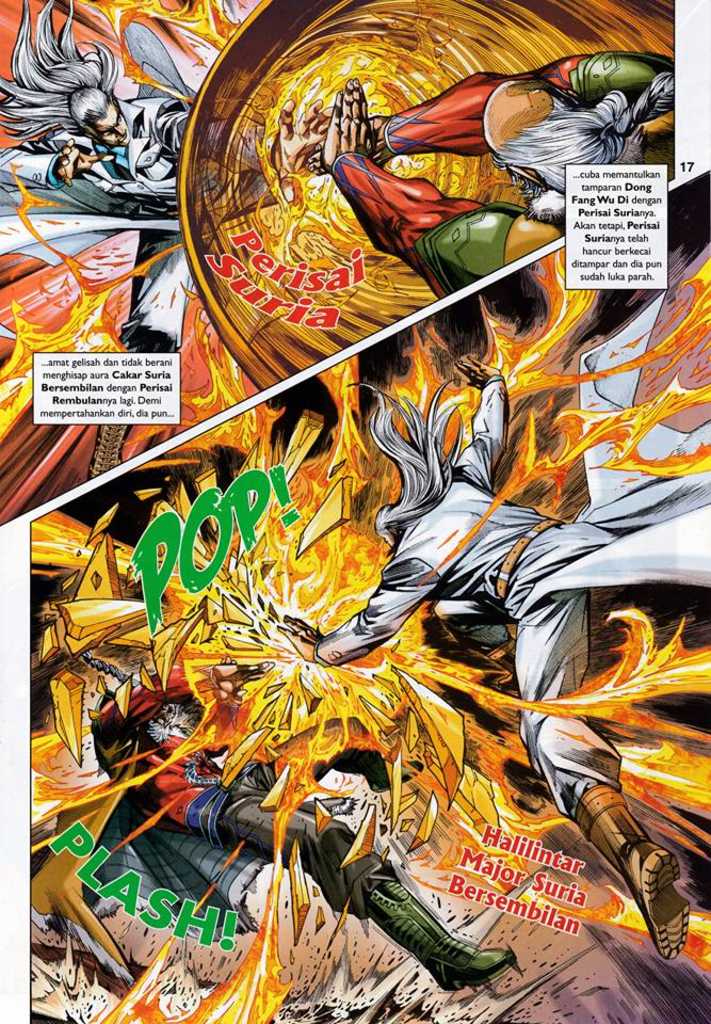 17
Perisai
Suria
...amat gelisah dan tidak berani
menghisap aura Cakar Suria
Bersembilan dengan Perisai
Rembulannya lagi. Demi
mempertahankan diri, dia pun...
...cuba memantulkan
tamparan Dong
Fang Wu Di dengan
Perisai Surianya.
Akan tetapi, Perisai
Surianya telah
hancur berkecai
ditampar dan dia pun
sudah luka parah.
POP!
PLASH!
Halilintar
Major Suria
Bersembilan